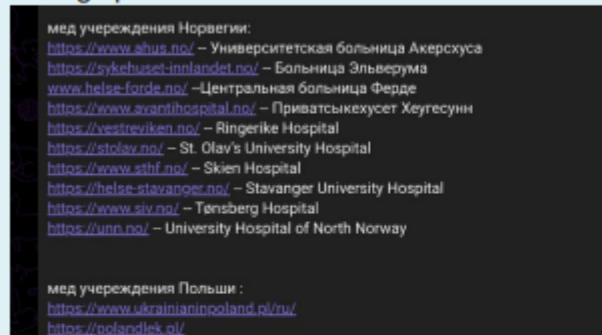 мед учереждения Норвегии:
https://www.ahus.no/ – Университетская больница Акерсхуса
https://sykehuset-innlandet.no/ – Больница Эльверума
www.helse-forde.no/ –Центральная больница Ферде
https://www.avantihospital.no/ – Приватсыкехусет Хеугесунн
https://vestreviken.no/ – Ringerike Hospital
https://stolav.no/ – St. Olav's University Hospital
https://www.sthf.no/ – Skien Hospital
https://helse-stavanger.no/ – Stavanger University Hospital
https://www.siv.no/ – Tønsberg Hospital
https://unn.no/ – University Hospital of North Norway
мед учереждения Польши :
https://www.ukrainianinpoland.pl/ru/
https://polandlek.pl/